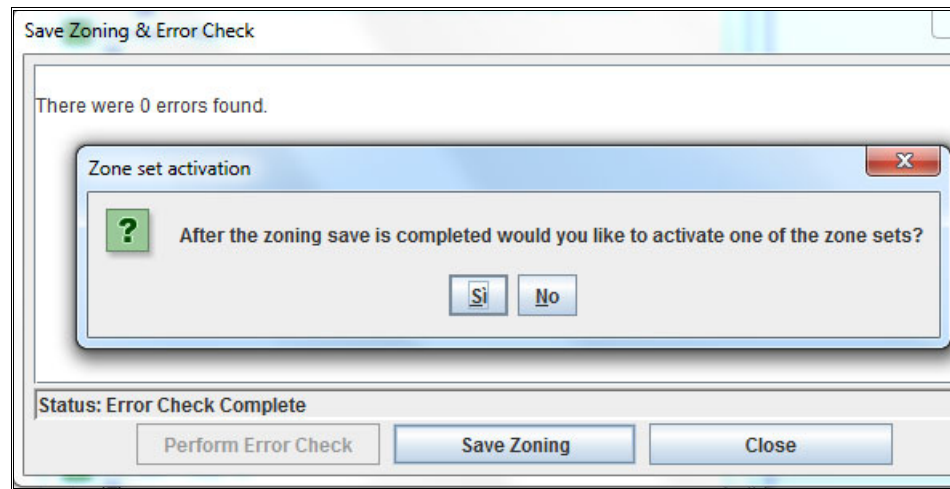 Save Zoning & Error Check
There were 0 errors found.
Zone set activation
? After the zoning save is completed would you like to activate one of the zone sets?
Sì No
Status: Error Check Complete
Perform Error Check Save Zoning Close